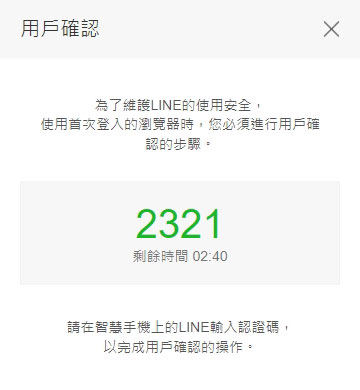 用戶確認
為了維護LINE的使用安全，
使用首次登入的瀏覽器時，您必須進行用戶確
認的步驟。
2321
剩餘時間 02:40
請在智慧手機上的LINE輸入認證碼，
以完成用戶確認的操作。